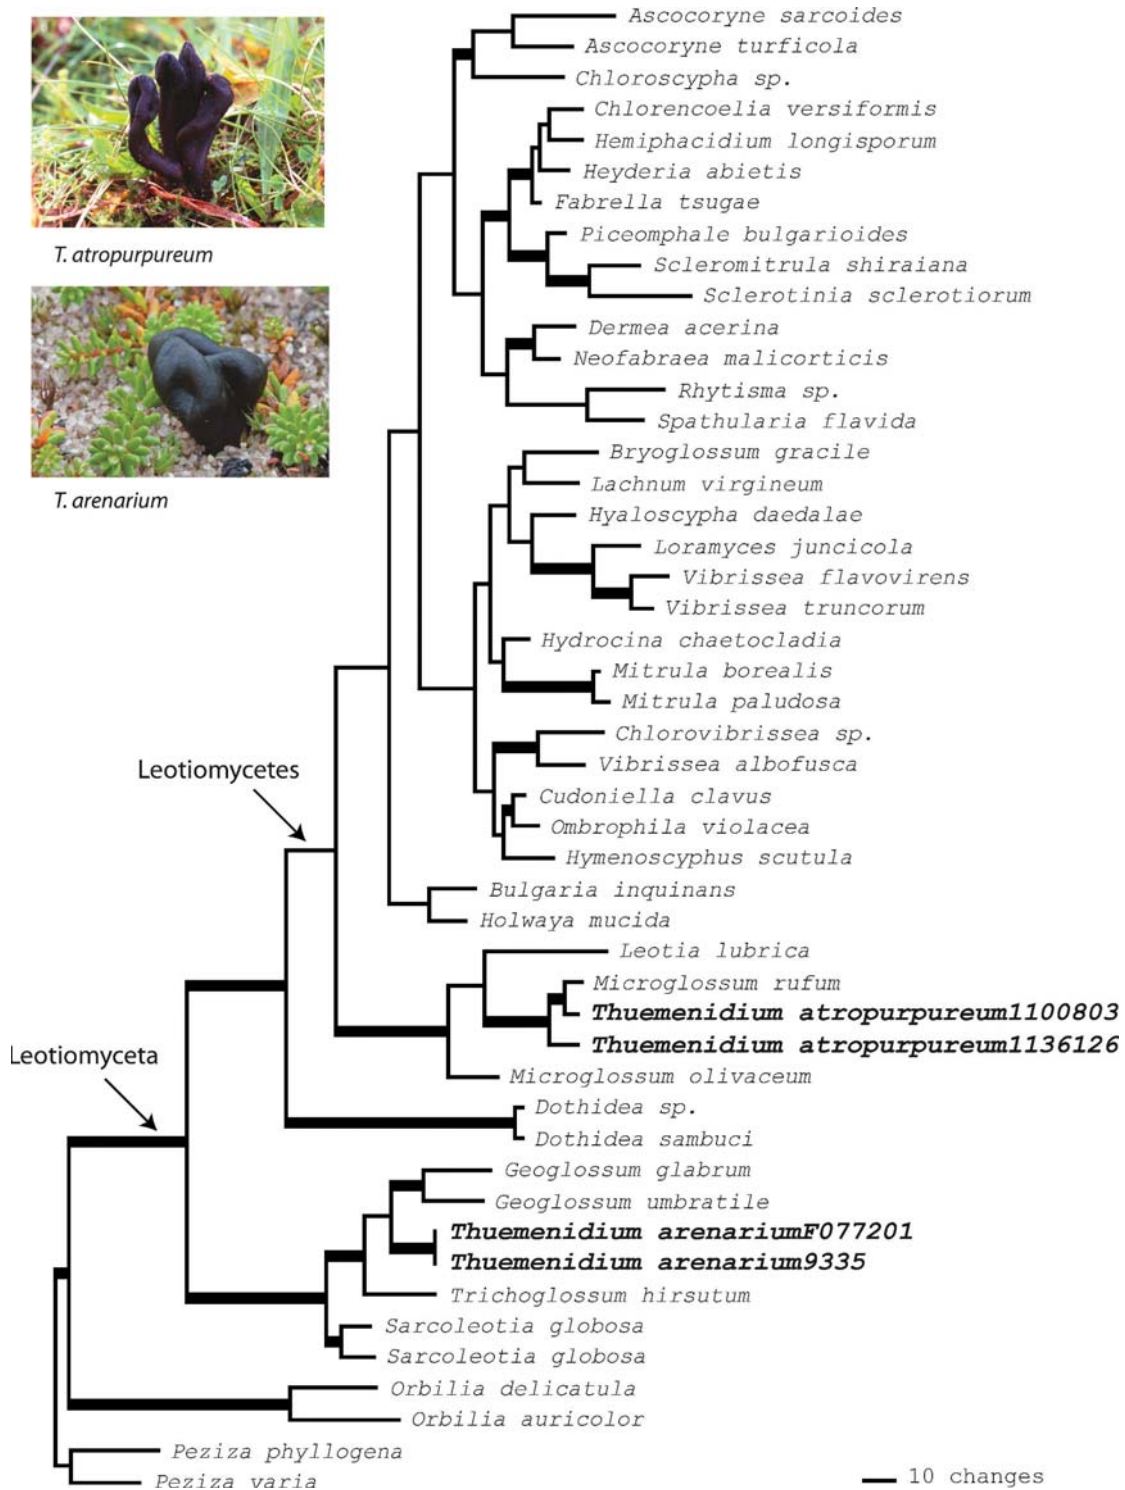 Ascocoryne sarcoides
Ascocoryne turficola
Chloroscypha sp.
Chlorencoelia versiformis
Hemiphacidium longisporum
Heyderia abietis
Fabrella tsugae
T. atropurpureum
Piceomphale bulgarioides
Scleromitrula shiraiana
Sclerotinia sclerotiorum
Dermea acerina
Neofabraea malicorticis
Rhytisma sp.
Spathularia flavida
Bryoglossum gracile
Lachnum virgineum
T. arenarium
Hyaloscypha daedalae
Loramyces juncicola
Vibrissea flavovirens
Vibrissea truncorum
Hydrocina chaetocladia
Mitrula borealis
Mitrula paludosa
Chlorovibrissea sp.
Vibrissea albofusca
Leotiomycetes
Cudoniella clavus
Ombrophila violacea
Hymenoscyphus scutula
Bulgaria inquinans
Holwaya mucida
Leotia lubrica
Microglossum rufum
Thuemenidium atropurpureum1100803
Thuemenidium atropurpureum1136126
Leotiomyceta
Microglossum olivaceum
Dothidea sp.
Dothidea sambuci
Geoglossum glabrum
Geoglossum umbratile
Thuemenidium arenariumF077201
Thuemenidium arenarium9335
Trichoglossum hirsutum
Sarcoleotia globosa
Sarcoleotia globosa
Orbilia delicatula
Orbilia auricolor
Peziza phyllogena
Peziza varia
10 changes